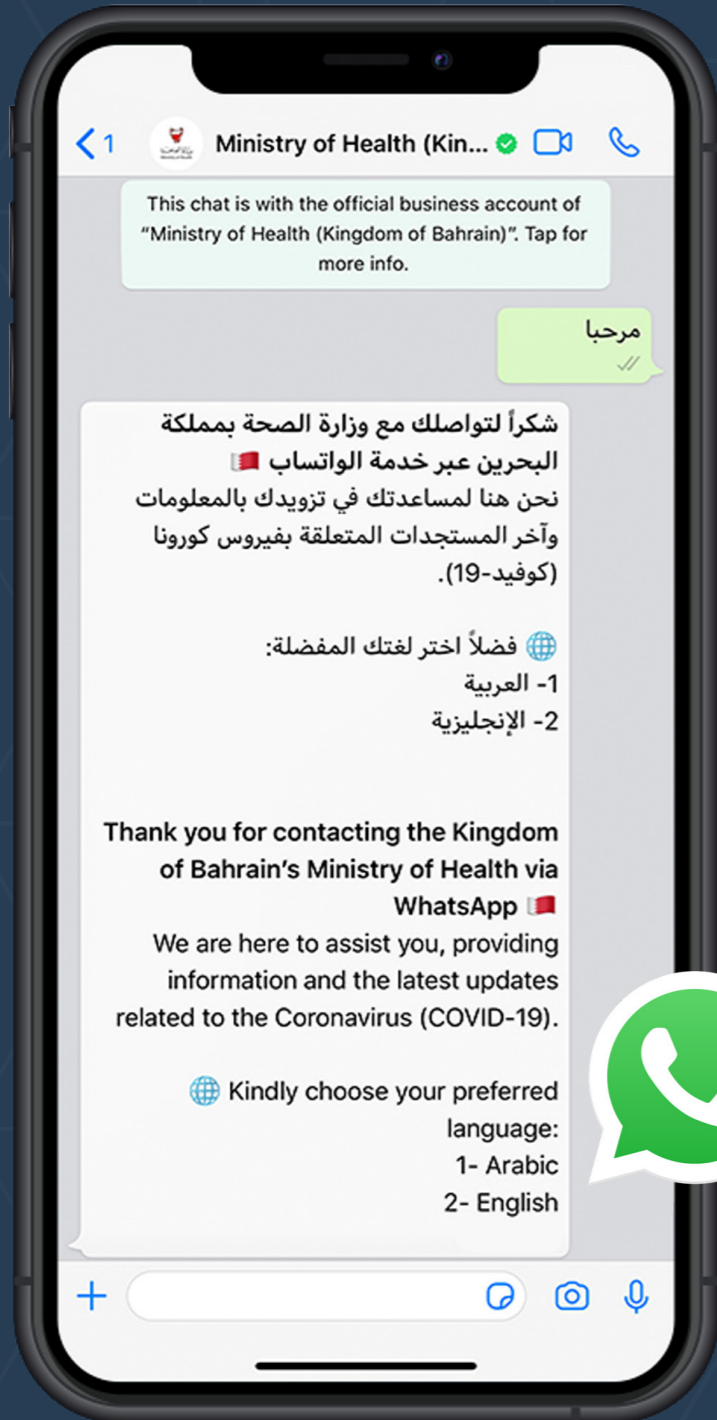 1
Ministry of Health (Kin...
This chat is with the official business account of
“Ministry of Health (Kingdom of Bahrain)”. Tap for
more info.
مرحبا
شكراً لتواصلك مع وزارة الصحة بمملكة
البحرين عبر خدمة الواتساب 🇧🇭
نحن هنا لمساعدتك في تزويدك بالمعلومات
وآخر المستجدات المتعلقة بفيروس كورونا
(كوفيد-19).
🌐 فضلاً اختر لغتك المفضلة:
1- العربية
2- الإنجليزية
Thank you for contacting the Kingdom
of Bahrain’s Ministry of Health via
WhatsApp 🇧🇭
We are here to assist you, providing
information and the latest updates
related to the Coronavirus (COVID-19).
🌐 Kindly choose your preferred
language:
1- Arabic
2- English